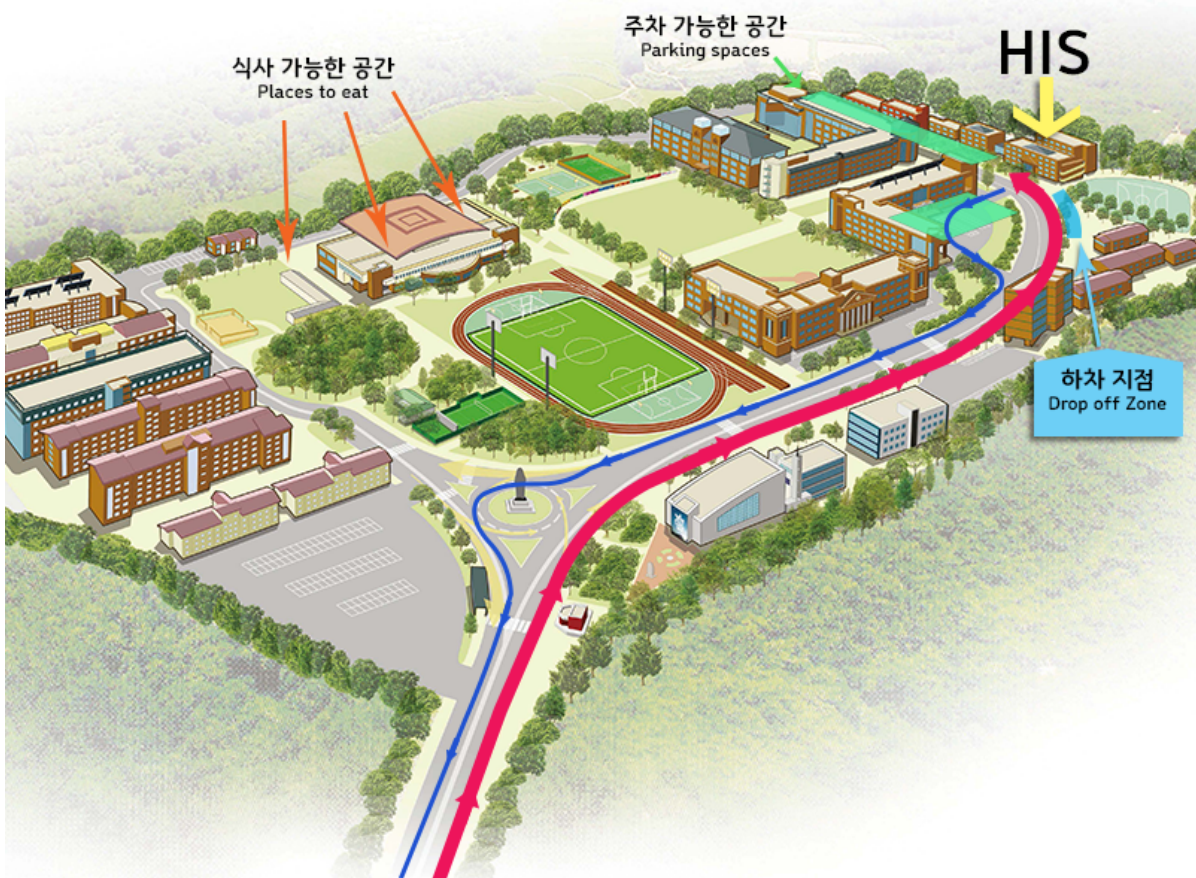 식사 가능한 공간
Places to eat
주차 가능한 공간
Parking spaces
HIS
하차 지점
Drop off Zone